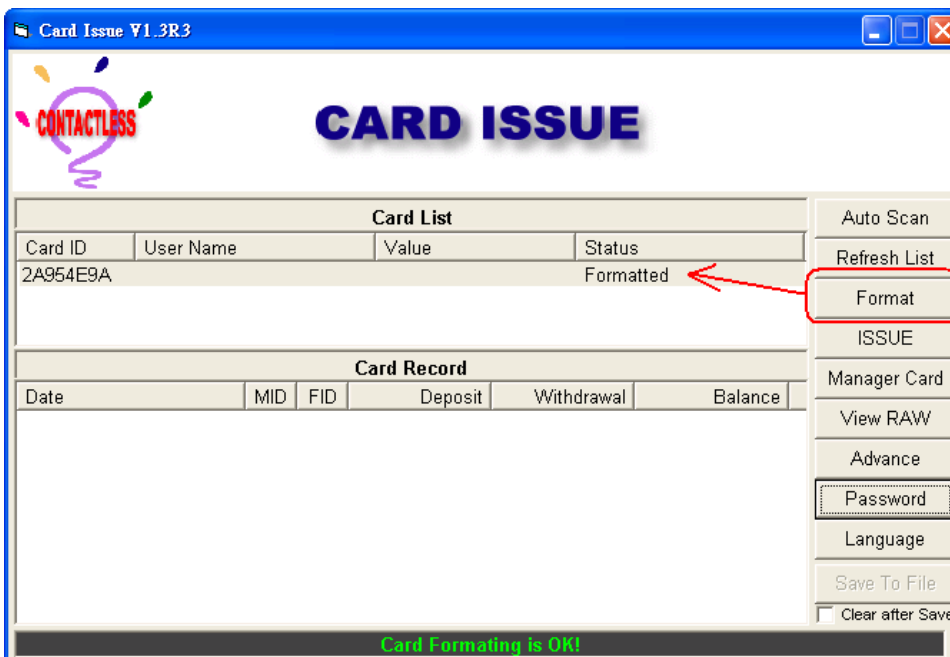 Card Issue V1.3R3
CONTACTLESS
CARD ISSUE
Card List
Card ID User Name Value Status
2A954E9A Formatted
Card Record
Date MID FID Deposit Withdrawal Balance
Auto Scan
Refresh List
Format
ISSUE
Manager Card
View RAW
Advance
Password
Language
Save To File
Clear after Save
Card Formating is OK!